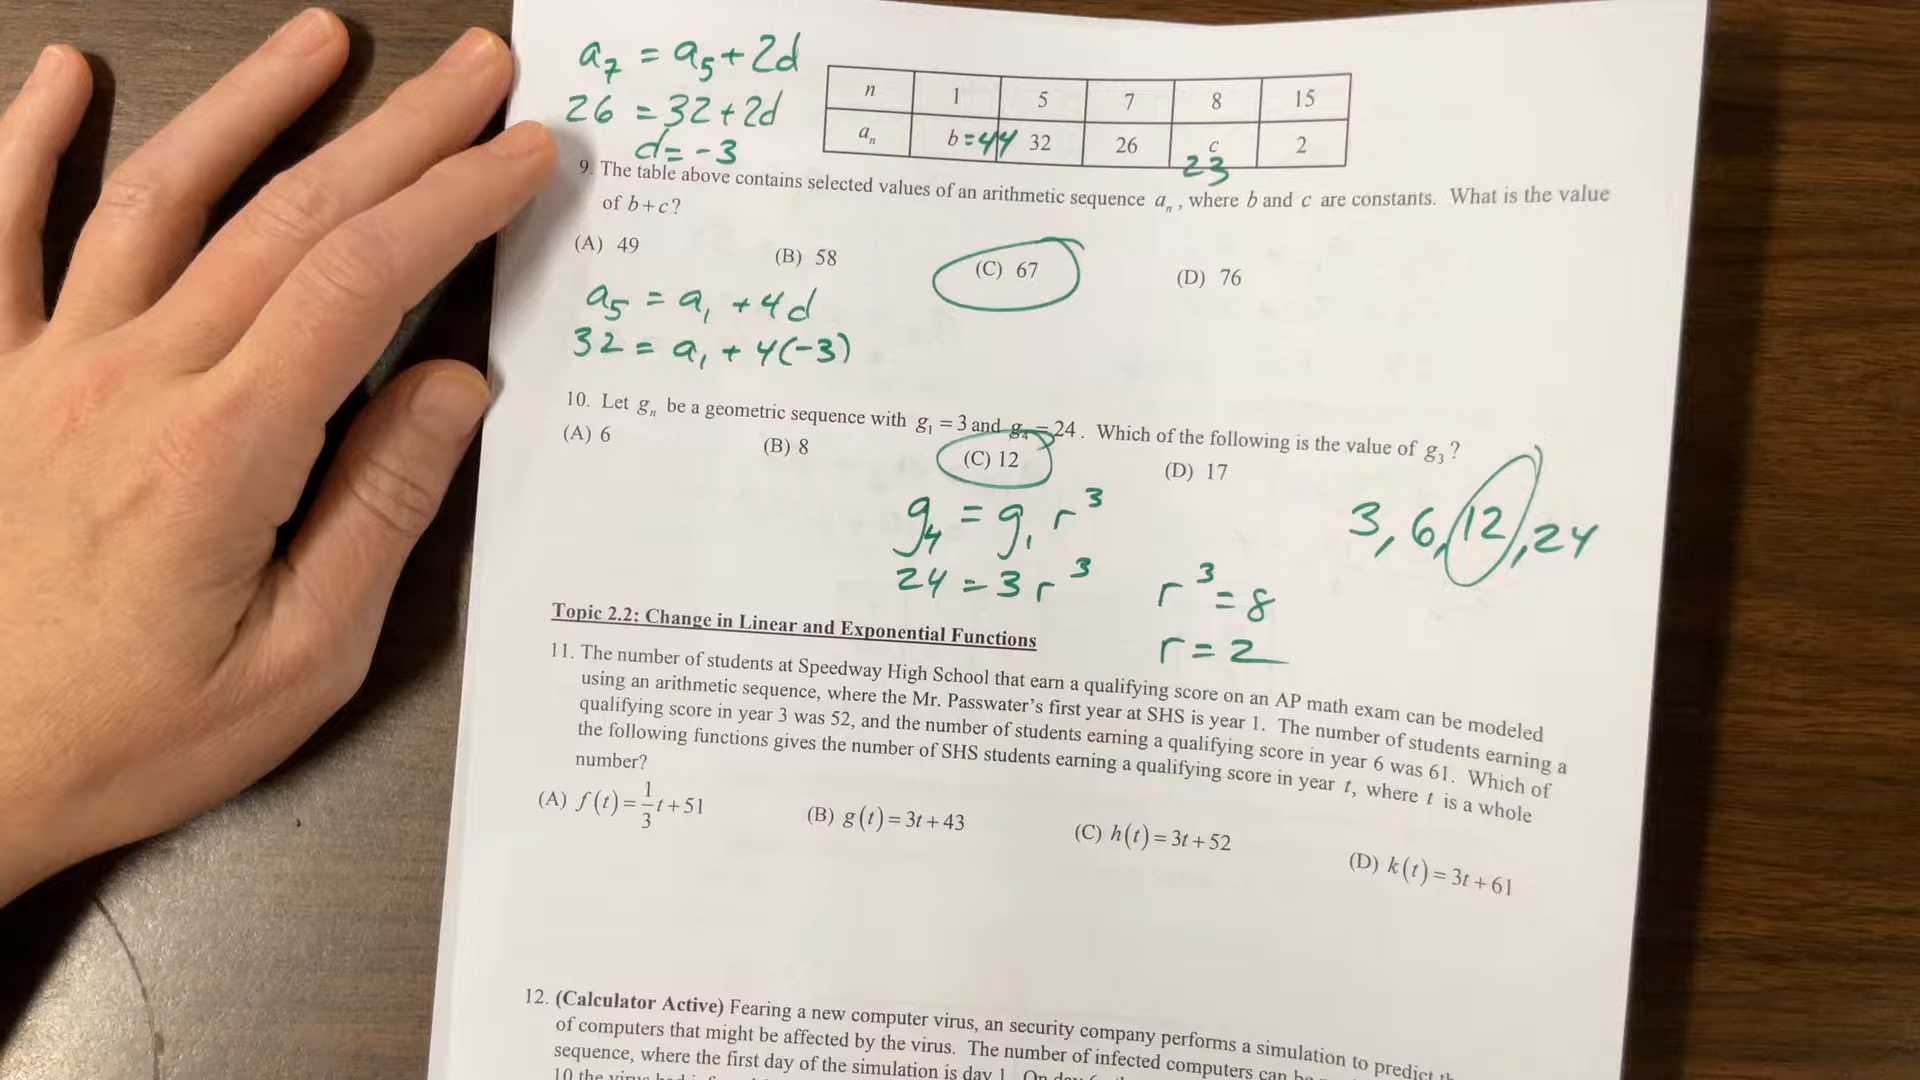 a₇ = a₅ + 2d
26 = 32 + 2d
d = -3
n 1 5 7 8 15
aₙ b = 44 32 26 c 2
23
9. The table above contains selected values of an arithmetic sequence aₙ, where b and c are constants. What is the value
of b + c?
(A) 49 (B) 58 (C) 67 (D) 76
a₅ = a₁ + 4d
32 = a₁ + 4(-3)
10. Let gₙ be a geometric sequence with g₁ = 3 and g₄ = 24. Which of the following is the value of g₃?
(A) 6 (B) 8 (C) 12 (D) 17
g₄ = g₁ r³
24 = 3r³
r³ = 8
r = 2
3, 6, 12, 24
Topic 2.2: Change in Linear and Exponential Functions
11. The number of students at Speedway High School that earn a qualifying score on an AP math exam can be modeled
using an arithmetic sequence, where the Mr. Passwater's first year at SHS is year 1. The number of students earning a
qualifying score in year 3 was 52, and the number of students earning a qualifying score in year 6 was 61. Which of
the following functions gives the number of SHS students earning a qualifying score in year t, where t is a whole
number?
(A) f(t) = 1/3 t + 51 (B) g(t) = 3t + 43 (C) h(t) = 3t + 52 (D) k(t) = 3t + 61
12. (Calculator Active) Fearing a new computer virus, an security company performs a simulation to predict
of computers that might be affected by the virus. The number of infected computers can
sequence, where the first day of the simulation is day 1. On
10 the virus